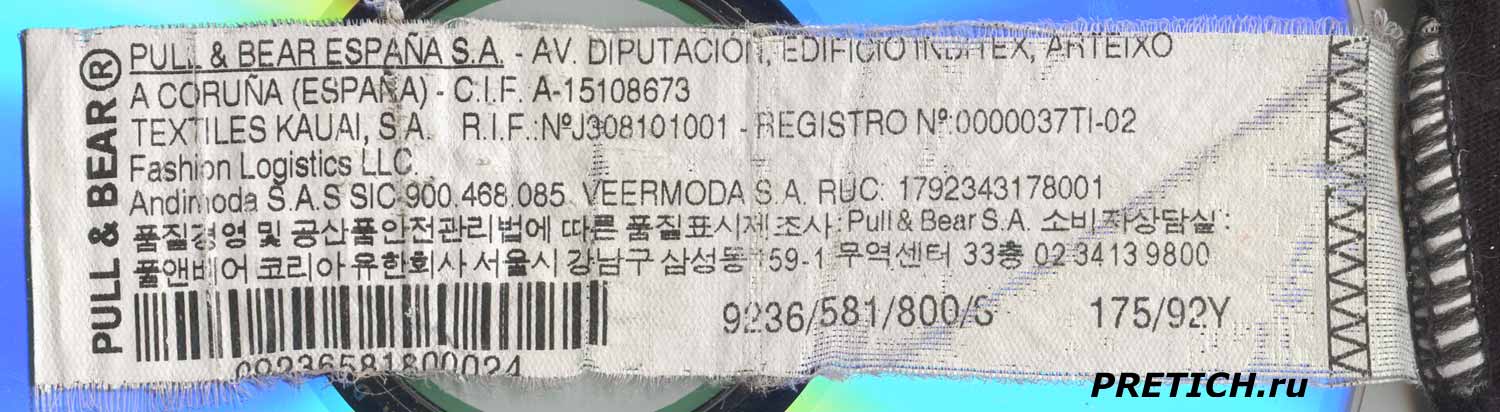 PULL & BEAR®
PULL & BEAR ESPAÑA S.A. - AV. DIPUTACION, EDIFICIO INDITEX, ARTEIXO
A CORUÑA (ESPAÑA) - C.I.F. A-15108673
TEXTILES KAUAI, S.A. R.I.F.:NºJ308101001 - REGISTRO Nº:0000037TI-02
Fashion Logistics LLC.
Andimoda S.A.S SIC 900.468.085. VEERMODA S.A. RUC: 1792343178001
품질경영 및 공산품안전관리법에 따른 품질표시제조사: Pull & Bear S.A. 소비자상담실:
풀앤베어 코리아 유한회사 서울시 강남구 삼성동 159-1 무역센터 33층 02 3413 9800
9236/581/800/S 175/92Y
09236581800024
PRETICH.ru